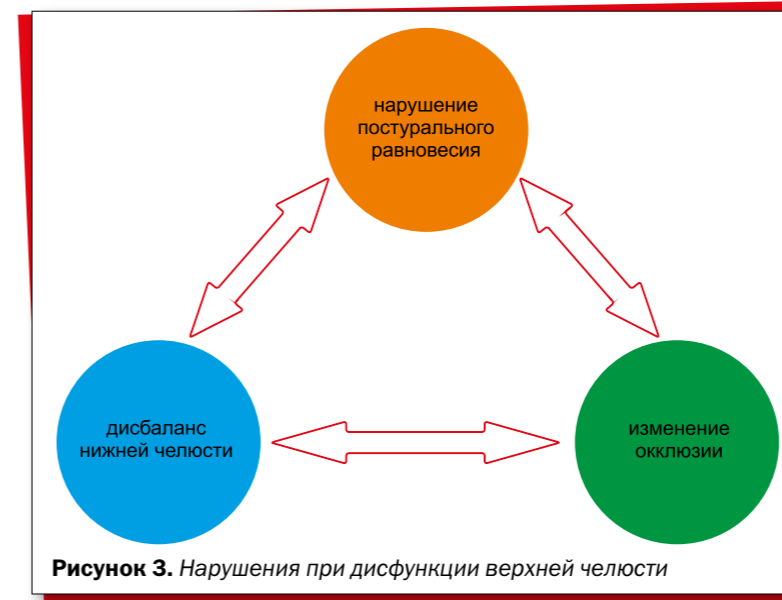 нарушение
постурального
равновесия
дисбаланс
нижней челюсти
изменение
окклюзии
Рисунок 3. Нарушения при дисфункции верхней челюсти